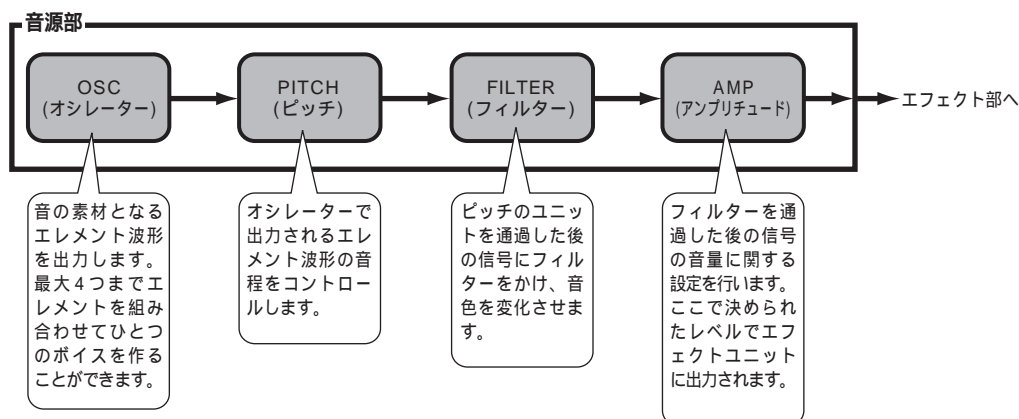 音源部
OSC
(オシレーター)
PITCH
(ピッチ)
FILTER
(フィルター)
AMP
(アンプリチュード)
エフェクト部へ
音の素材となる
エレメント波形
を出力します。
最大4つまでエ
レメントを組み
合わせてひとつ
のボイスを作る
ことができます。
オシレーターで
出力されるエレ
メント波形の音
程をコントロー
ルします。
ピッチのユニッ
トを通過した後
の信号にフィル
ターをかけ、音
色を変化させま
す。
フィルターを通
過した後の信号
の音量に関する
設定を行います。
ここで決められ
たレベルでエフ
ェクトユニット
に出力されます。